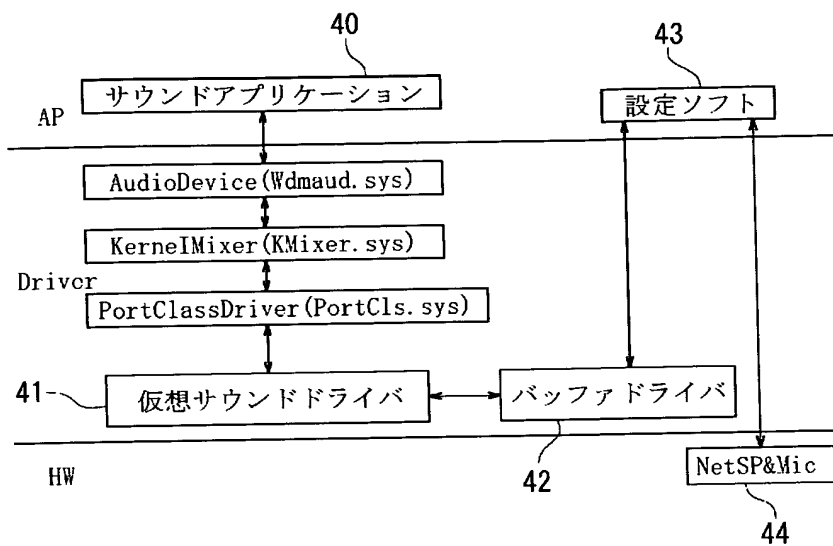 40
43
サウンドアプリケーション
設定ソフト
AP
AudioDevice(Wdmaud.sys)
KernelMixer(KMixer.sys)
Driver
PortClassDriver(PortCls.sys)
41
仮想サウンドドライバ
バッファドライバ
42
HW
NetSP&Mic
44